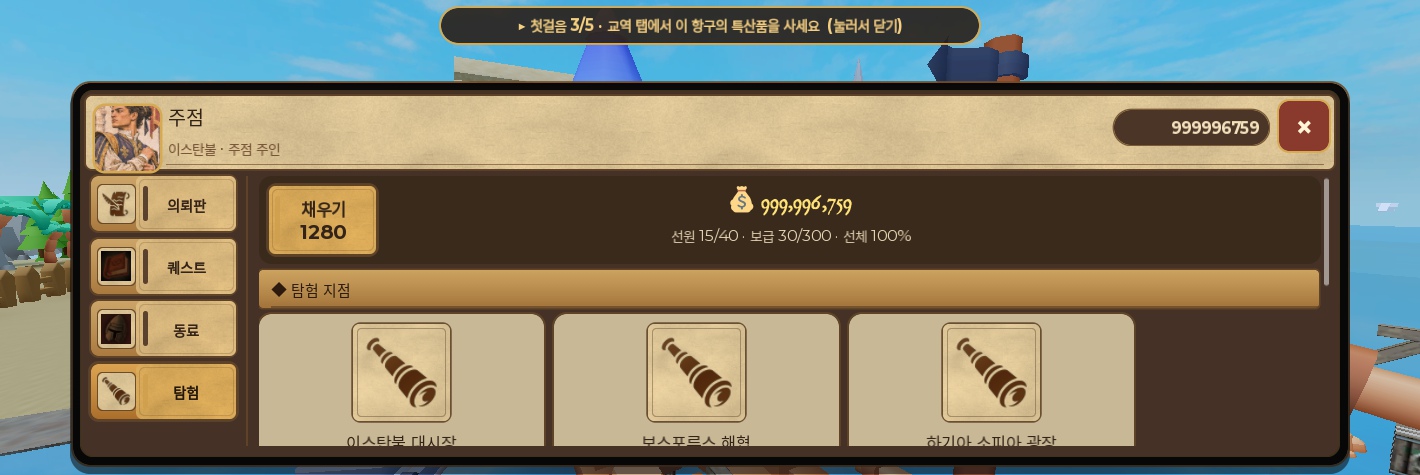 ▸ 첫걸음 3/5 · 교역 탭에서 이 항구의 특산품을 사세요 (눌러서 닫기)
주점
이스탄불 · 주점 주인
999996759
×
의뢰판
퀘스트
동료
탐험
채우기
1280
999,996,759
선원 15/40 · 보급 30/300 · 선체 100%
◆ 탐험 지점
이스탄불 대시장
보스포루스 해협
하기아 소피아 광장